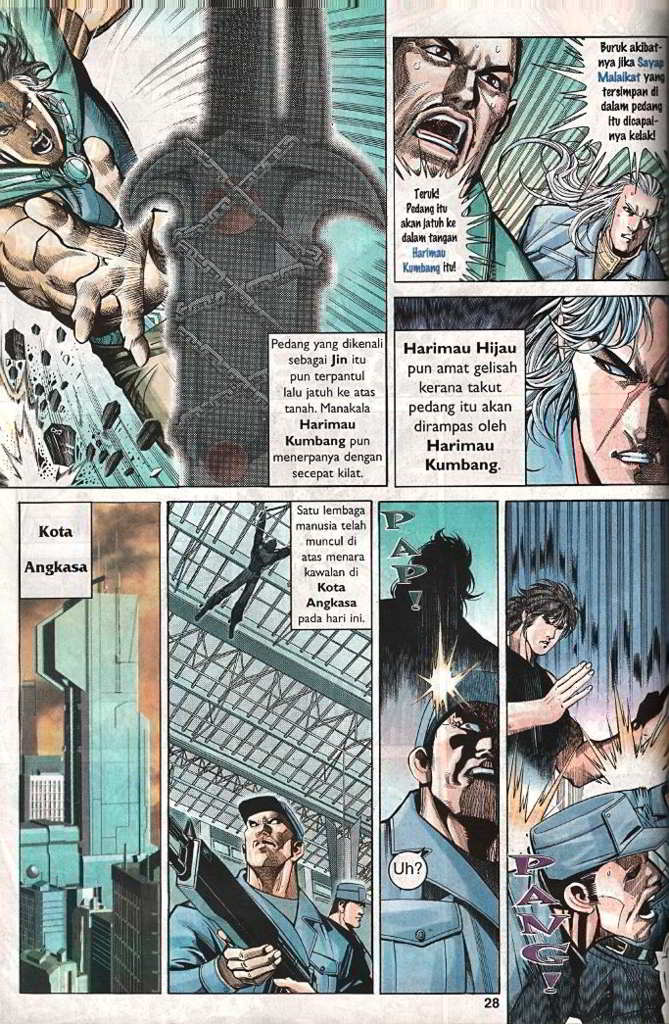 Pedang yang dikenali
sebagai Jin itu
pun terpantul
lalu jatuh ke atas
tanah. Manakala
Harimau
Kumbang pun
menerpanya dengan
secepat kilat.
Buruk akibat-
nya jika Sayap
Malaikat yang
tersimpan di
dalam pedang
itu dicapai-
nya kelak!
Teruk!
Pedang itu
akan jatuh ke
dalam tangan
Harimau
Kumbang itu!
Harimau Hijau
pun amat gelisah
kerana takut
pedang itu akan
dirampas oleh
Harimau
Kumbang.
Kota
Angkasa
Satu lembaga
manusia telah
muncul di
atas menara
kawalan di
Kota
Angkasa
pada hari ini.
PAP!
Uh?
PANG!
28